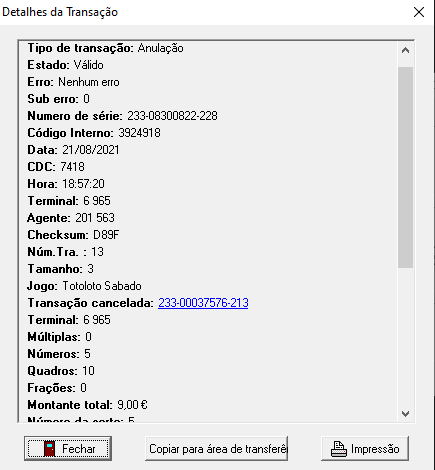 Detalhes da Transação
Tipo de transação: Anulação
Estado: Válido
Erro: Nenhum erro
Sub erro: 0
Numero de série: 233-08300822-228
Código Interno: 3924918
Data: 21/08/2021
CDC: 7418
Hora: 18:57:20
Terminal: 6 965
Agente: 201 563
Checksum: D89F
Núm.Tra. : 13
Tamanho: 3
Jogo: Totoloto Sabado
Transação cancelada: 233-00037576-213
Terminal: 6 965
Múltiplas: 0
Números: 5
Quadros: 10
Frações: 0
Montante total: 9,00 €
Número da sorte: 5
Fechar
Copiar para área de transferê
Impressão